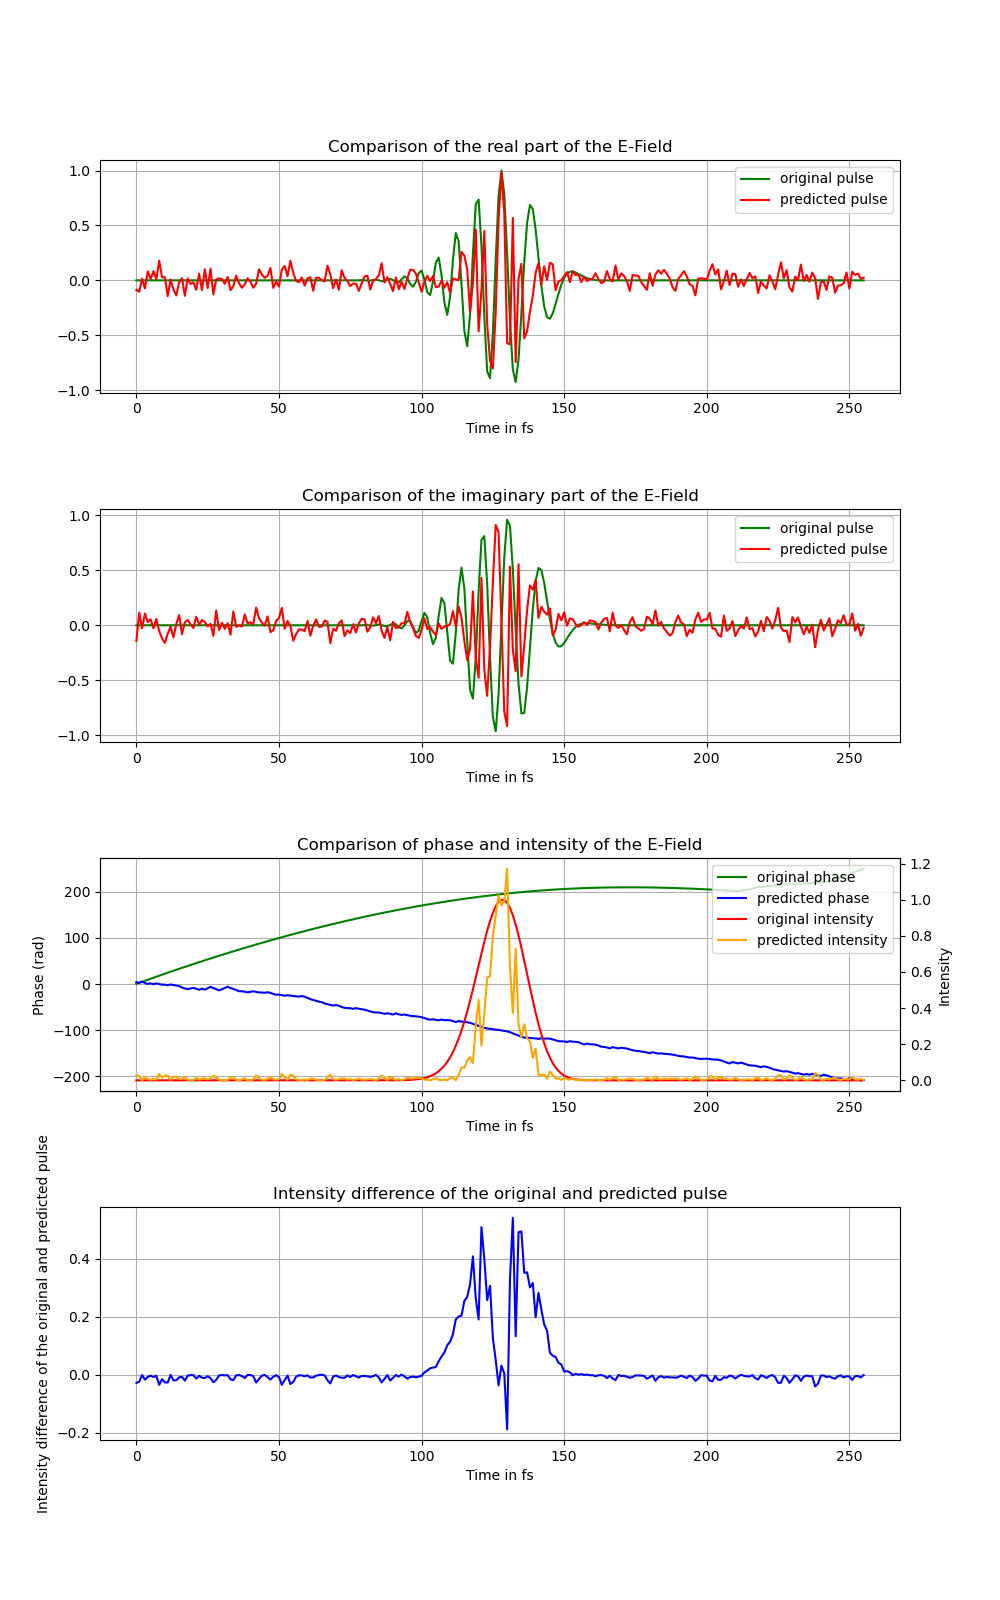 Comparison of the real part of the E-Field
original pulse
predicted pulse
1.0
0.5
0.0
−0.5
−1.0
0 50 100 150 200 250
Time in fs
Comparison of the imaginary part of the E-Field
original pulse
predicted pulse
1.0
0.5
0.0
−0.5
−1.0
0 50 100 150 200 250
Time in fs
Comparison of phase and intensity of the E-Field
original phase
predicted phase
original intensity
predicted intensity
Phase (rad)
200
100
0
−100
−200
1.2
1.0
0.8
0.6
0.4
0.2
0.0
Intensity
0 50 100 150 200 250
Time in fs
Intensity difference of the original and predicted pulse
Intensity difference of the original and predicted pulse
0.4
0.2
0.0
−0.2
0 50 100 150 200 250
Time in fs